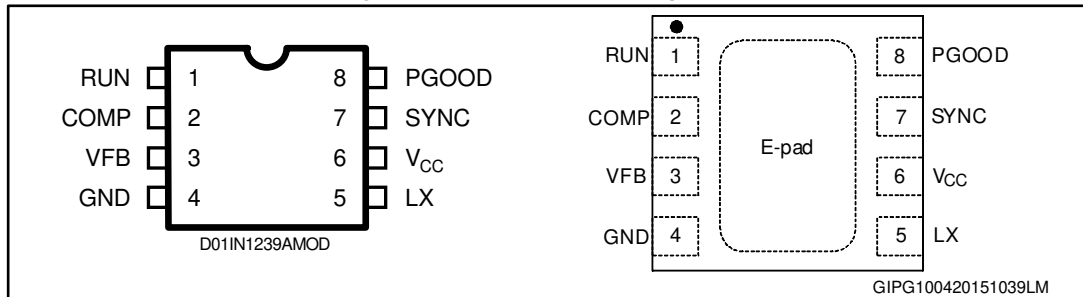 RUN 1 8 PGOOD
COMP 2 7 SYNC
VFB 3 6 VCC
GND 4 5 LX
D01IN1239AMOD
RUN 1 8 PGOOD
COMP 2 7 SYNC
E-pad
VFB 3 6 VCC
GND 4 5 LX
GIPG100420151039LM